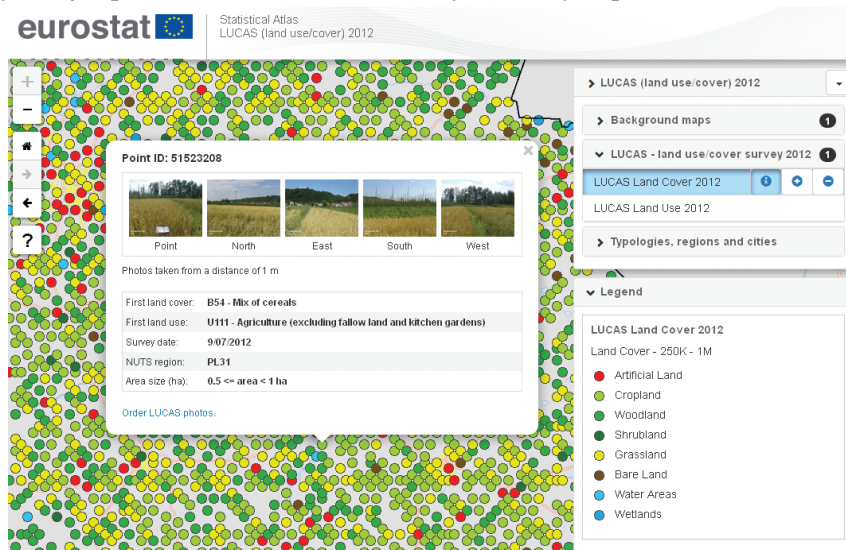 eurostat
Statistical Atlas
LUCAS (land use/cover) 2012
LUCAS (land use/cover) 2012
Background maps 1
LUCAS - land use/cover survey 2012 1
LUCAS Land Cover 2012
LUCAS Land Use 2012
Typologies, regions and cities
Legend
LUCAS Land Cover 2012
Land Cover - 250K - 1M
Artificial Land
Cropland
Woodland
Shrubland
Grassland
Bare Land
Water Areas
Wetlands
?
Point ID: 51523208
Point North East South West
Photos taken from a distance of 1 m
First land cover: B54 - Mix of cereals
First land use: U111 - Agriculture (excluding fallow land and kitchen gardens)
Survey date: 9/07/2012
NUTS region: PL31
Area size (ha): 0.5 <= area < 1 ha
Order LUCAS photos.